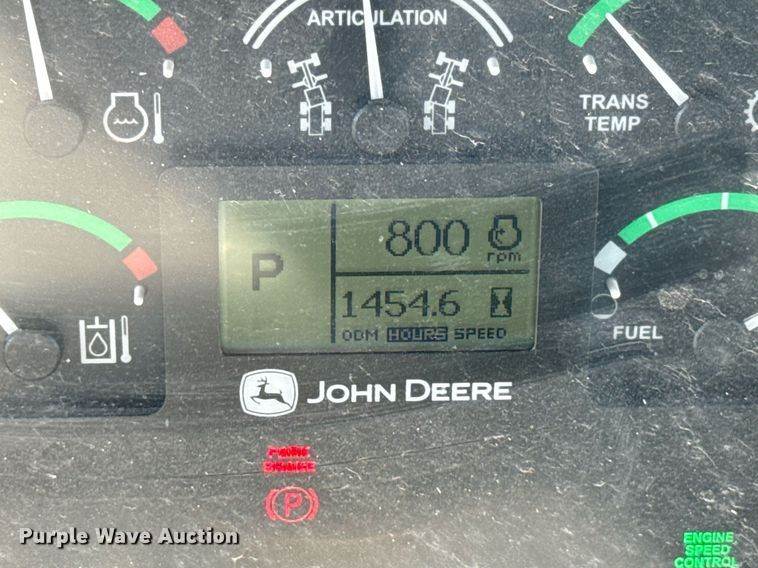 ARTICULATION
TRANS
TEMP
P
800
rpm
1454.6
ODM HOURS SPEED
FUEL
JOHN DEERE
P
Purple Wave Auction
ENGINE
SPEED
CONTROL